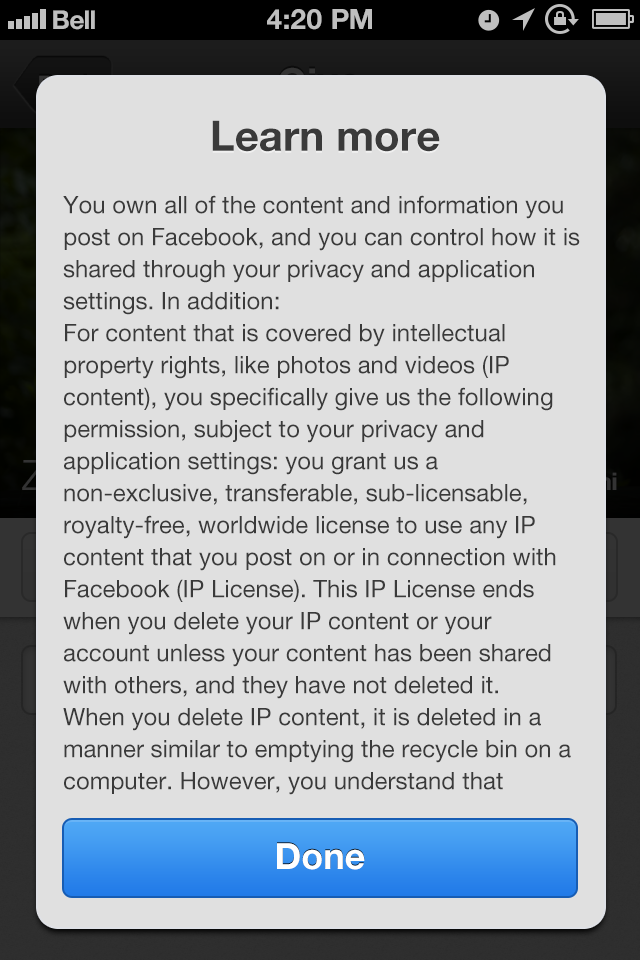 Bell
4:20 PM
Learn more
You own all of the content and information you
post on Facebook, and you can control how it is
shared through your privacy and application
settings. In addition:
For content that is covered by intellectual
property rights, like photos and videos (IP
content), you specifically give us the following
permission, subject to your privacy and
application settings: you grant us a
non-exclusive, transferable, sub-licensable,
royalty-free, worldwide license to use any IP
content that you post on or in connection with
Facebook (IP License). This IP License ends
when you delete your IP content or your
account unless your content has been shared
with others, and they have not deleted it.
When you delete IP content, it is deleted in a
manner similar to emptying the recycle bin on a
computer. However, you understand that
Done